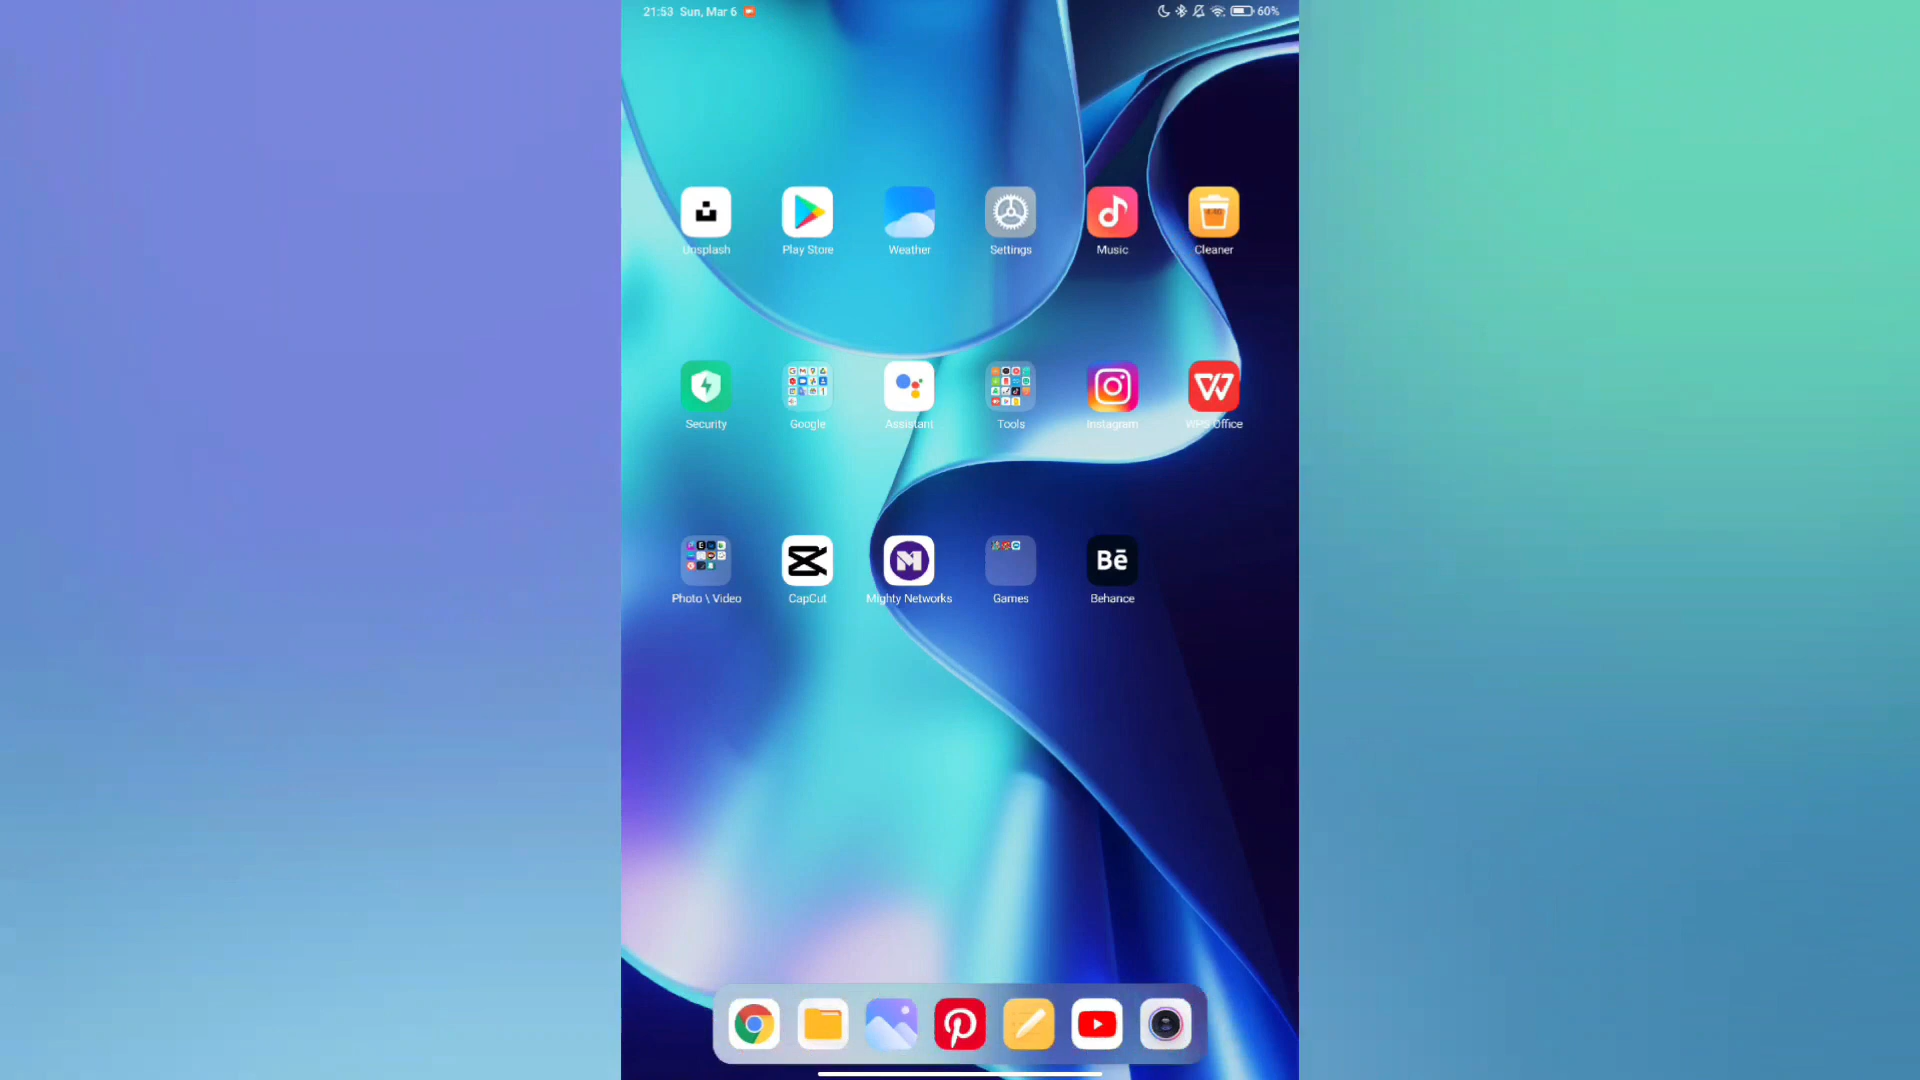 21:53 Sun, Mar 6 60%
Unsplash Play Store Weather Settings Music Cleaner
Security Google Assistant Tools Instagram WPS Office
Bē
Photo \ Video CapCut Mighty Networks Games Behance